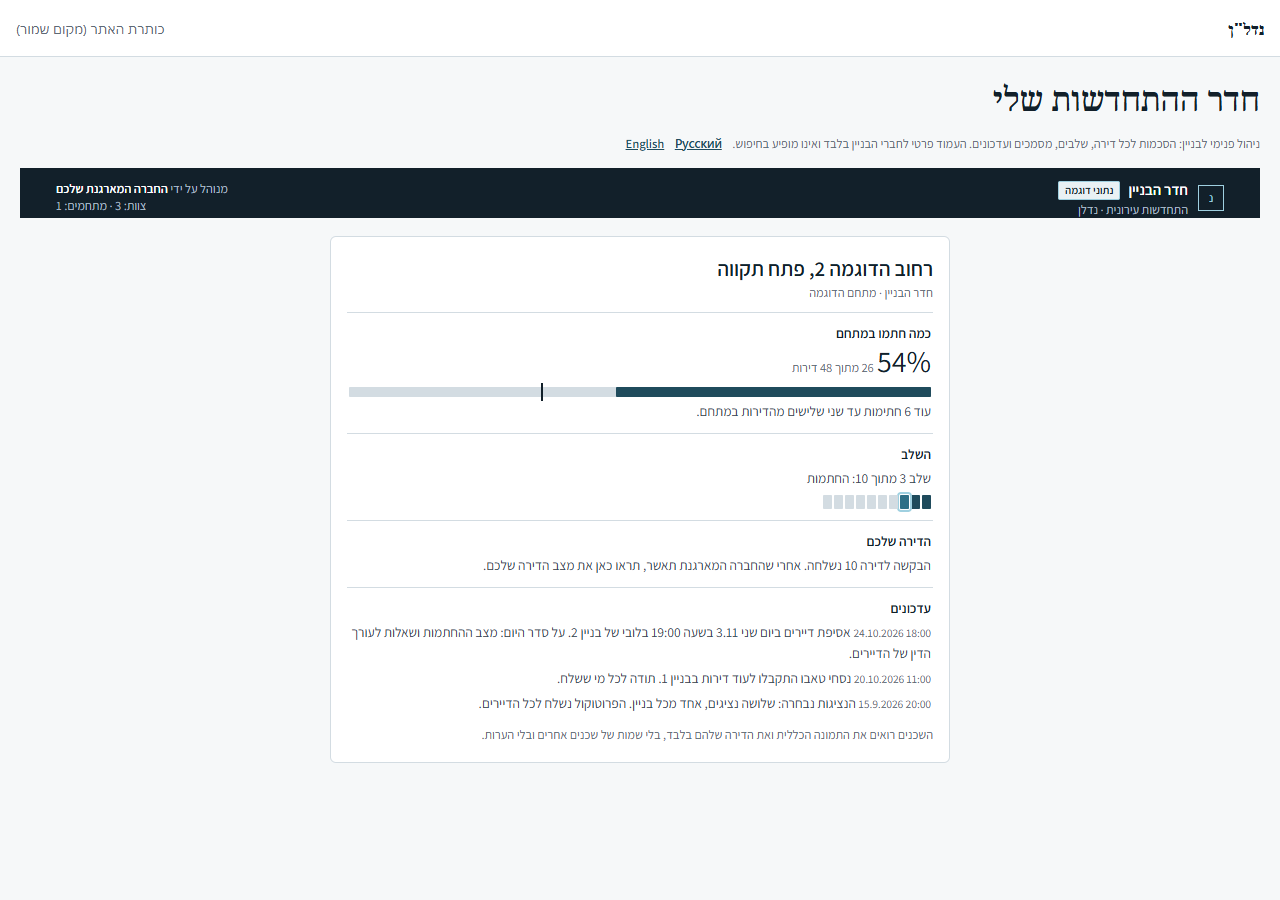 נדל"ן
כותרת האתר (מקום שמור)
חדר ההתחדשות שלי
ניהול פנימי לבניין: הסכמות לכל דירה, שלבים, מסמכים ועדכונים. העמוד פרטי לחברי הבניין בלבד ואינו מופיע בחיפוש. Русский English
נ
חדר הבניין נתוני דוגמה
התחדשות עירונית · נדלן
מנוהל על ידי החברה המארגנת שלכם
צוות: 3 · מתחמים: 1
רחוב הדוגמה 2, פתח תקווה
חדר הבניין · מתחם הדוגמה
כמה חתמו במתחם
54% 26 מתוך 48 דירות
עוד 6 חתימות עד שני שלישים מהדירות במתחם.
השלב
שלב 3 מתוך 10: החתמות
הדירה שלכם
הבקשה לדירה 10 נשלחה. אחרי שהחברה המארגנת תאשר, תראו כאן את מצב הדירה שלכם.
עדכונים
24.10.2026 18:00 אסיפת דיירים ביום שני 3.11 בשעה 19:00 בלובי של בניין 2. על סדר היום: מצב ההחתמות ושאלות לעורך
הדין של הדיירים.
20.10.2026 11:00 נסחי טאבו התקבלו לעוד דירות בבניין 1. תודה לכל מי ששלח.
15.9.2026 20:00 הנציגות נבחרה: שלושה נציגים, אחד מכל בניין. הפרוטוקול נשלח לכל הדיירים.
השכנים רואים את התמונה הכללית ואת הדירה שלהם בלבד, בלי שמות של שכנים אחרים ובלי הערות.